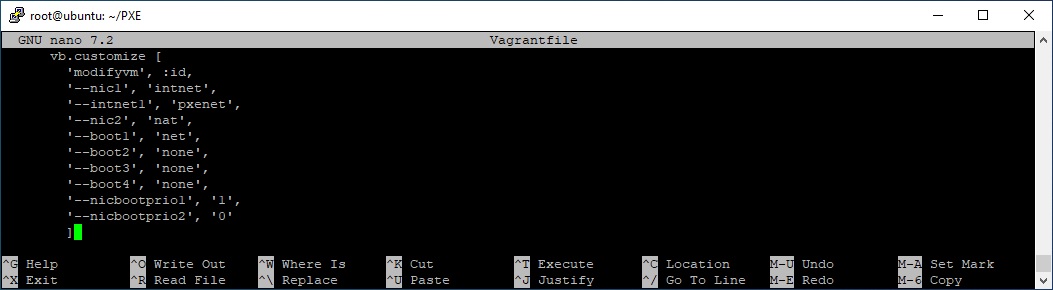 root@ubuntu: ~/PXE
GNU nano 7.2 Vagrantfile
vb.customize [
'modifyvm', :id,
'--nic1', 'intnet',
'--intnet1', 'pxenet',
'--nic2', 'nat',
'--boot1', 'net',
'--boot2', 'none',
'--boot3', 'none',
'--boot4', 'none',
'--nicbootprio1', '1',
'--nicbootprio2', '0'
]
^G Help ^O Write Out ^W Where Is ^K Cut ^T Execute ^C Location M-U Undo M-A Set Mark
^X Exit ^R Read File ^\ Replace ^U Paste ^J Justify ^/ Go To Line M-E Redo M-6 Copy